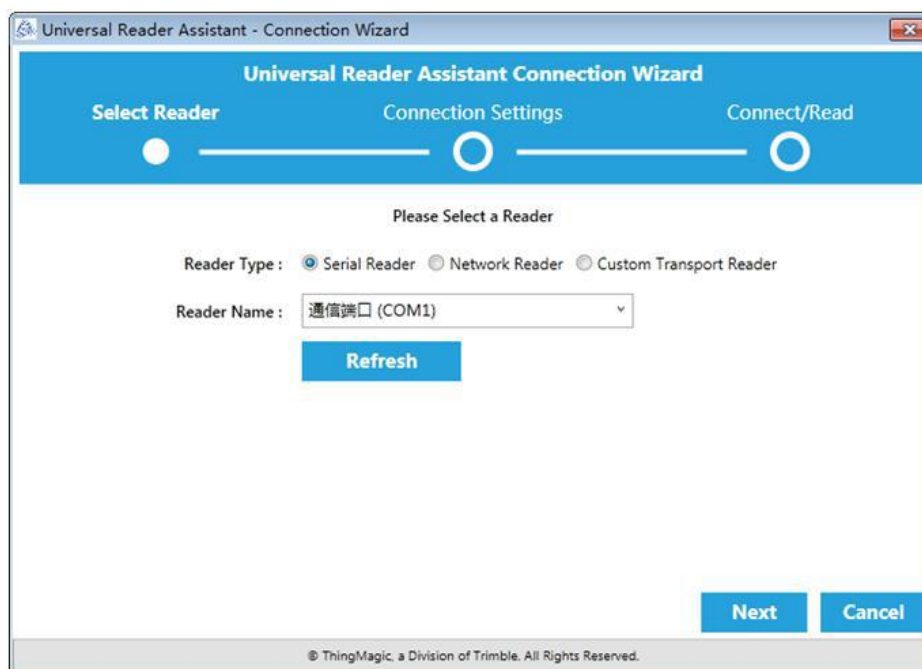 Universal Reader Assistant - Connection Wizard
Universal Reader Assistant Connection Wizard
Select Reader Connection Settings Connect/Read
Please Select a Reader
Reader Type : Serial Reader Network Reader Custom Transport Reader
Reader Name : 通信端口 (COM1)
Refresh
Next Cancel
© ThingMagic, a Division of Trimble. All Rights Reserved.